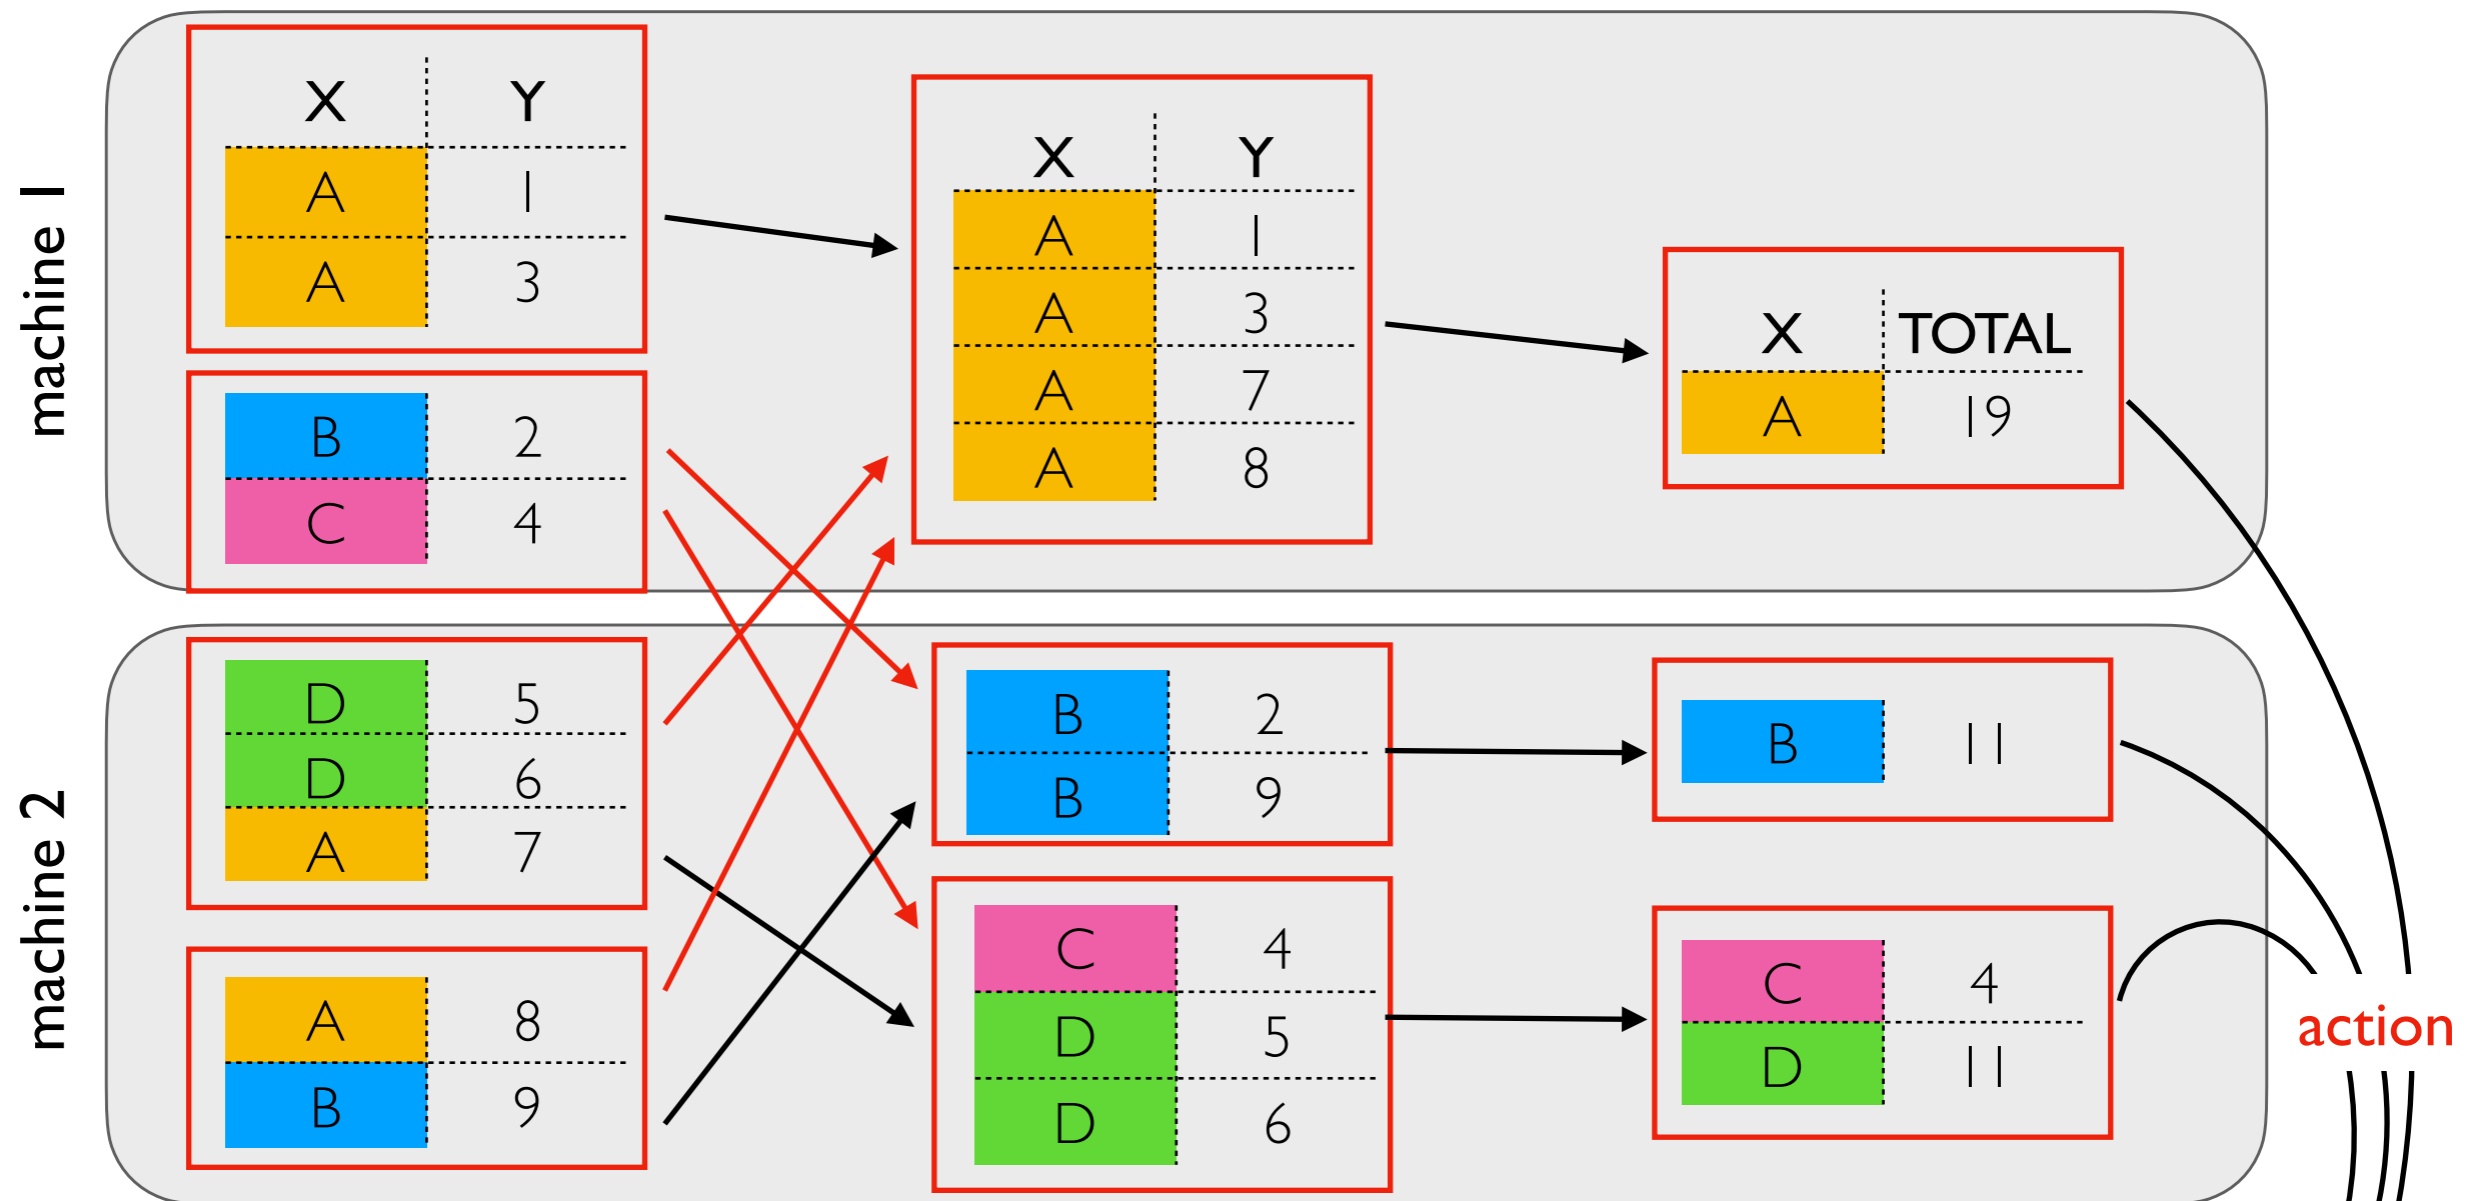 machine 1
X Y
A 1
A 3
B 2
C 4
X Y
A 1
A 3
A 7
A 8
X TOTAL
A 19
machine 2
D 5
D 6
A 7
A 8
B 9
B 2
B 9
C 4
D 5
D 6
B 11
C 4
D 11
action